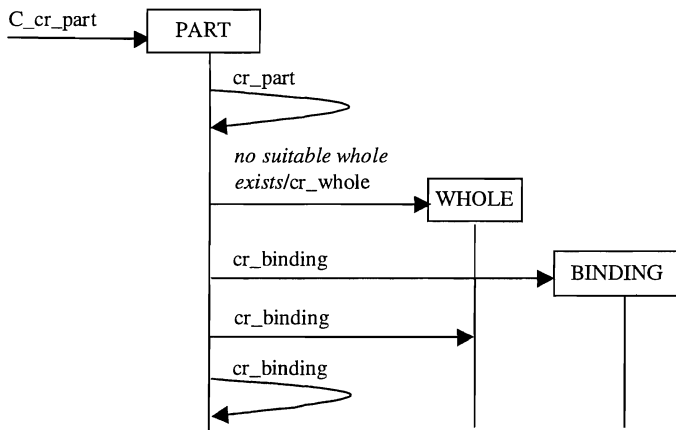 C_cr_part
PART
cr_part
no suitable whole
exists/cr_whole
WHOLE
cr_binding
BINDING
cr_binding
cr_binding